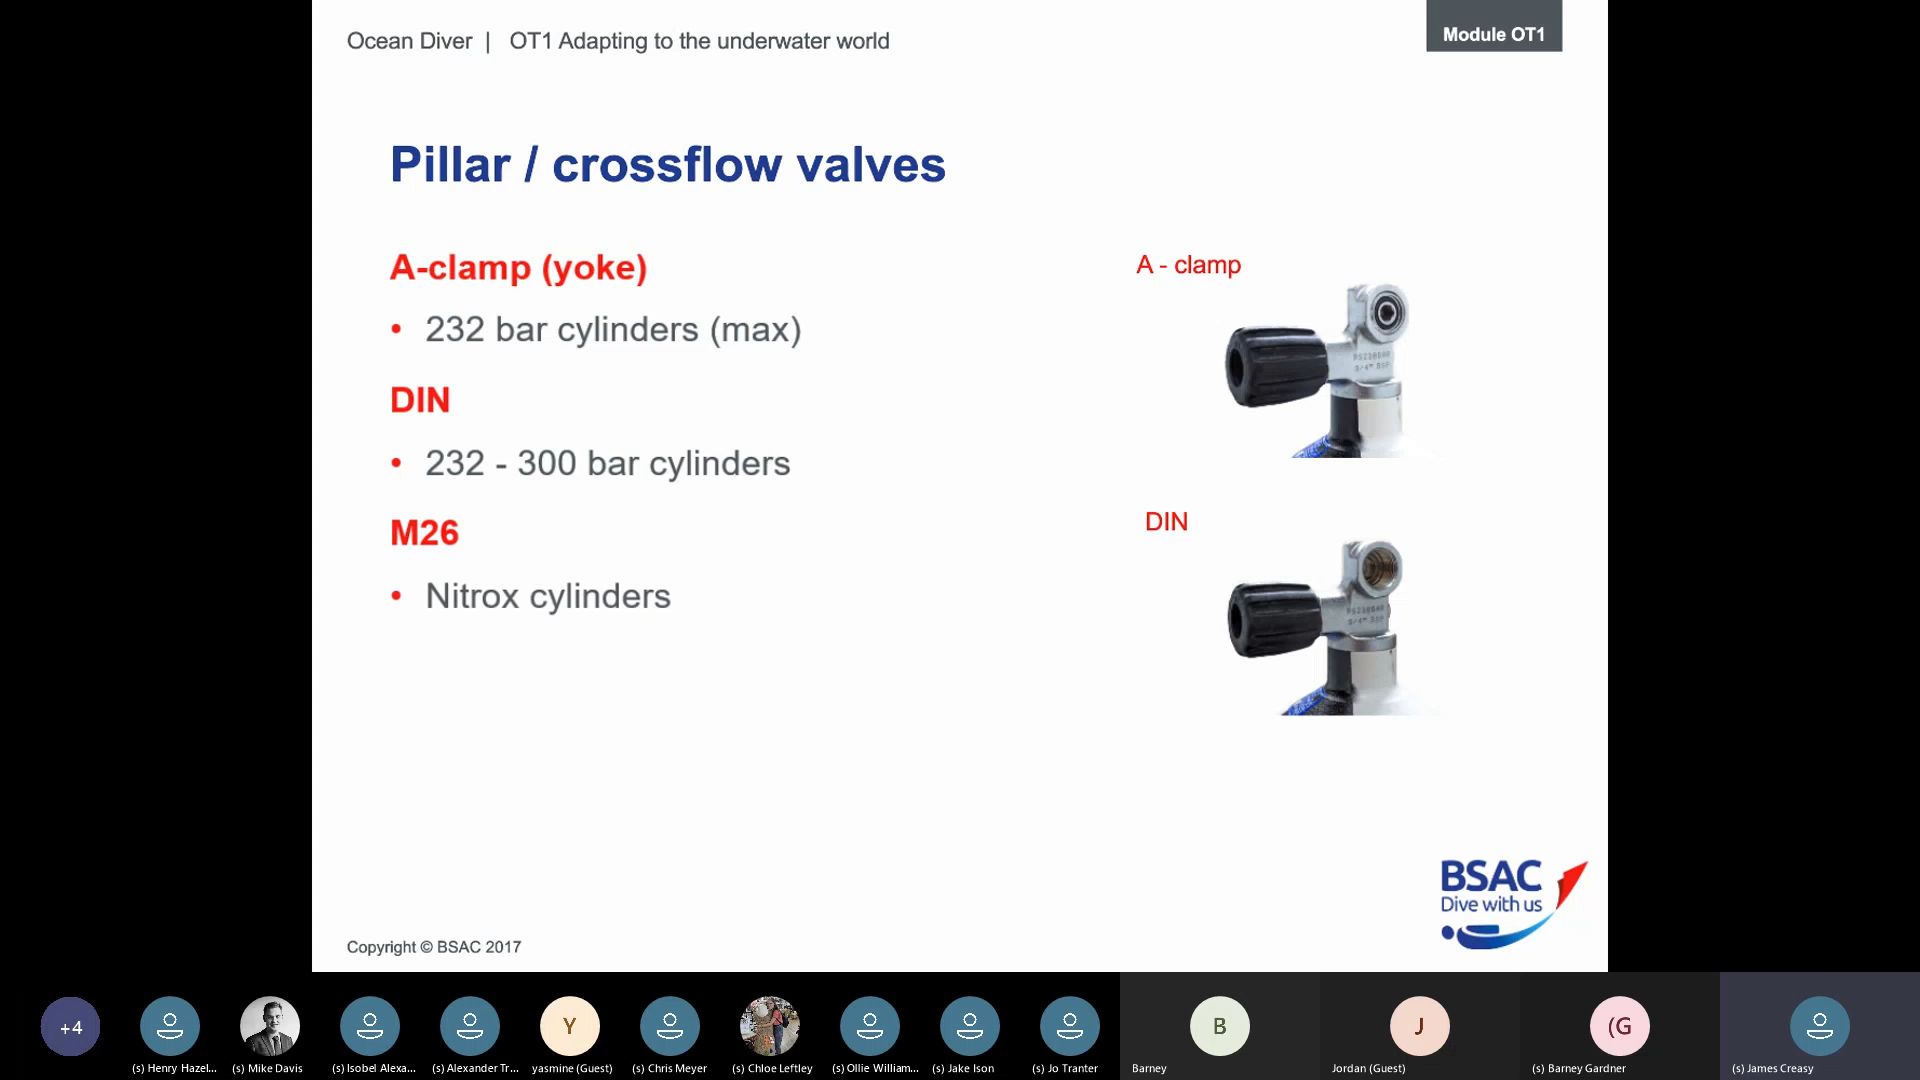 Ocean Diver | OT1 Adapting to the underwater world
Module OT1
Pillar / crossflow valves
A-clamp (yoke)
• 232 bar cylinders (max)
DIN
• 232 - 300 bar cylinders
M26
• Nitrox cylinders
A - clamp
DIN
BSAC
Dive with us
Copyright © BSAC 2017
+4
Y
B
J
(G
(s) Henry Hazel...
(s) Mike Davis
(s) Isobel Alexa...
(s) Alexander Tr...
yasmine (Guest)
(s) Chris Meyer
(s) Chloe Leftley
(s) Ollie William...
(s) Jake Ison
(s) Jo Tranter
Barney
Jordan (Guest)
(s) Barney Gardner
(s) James Creasy